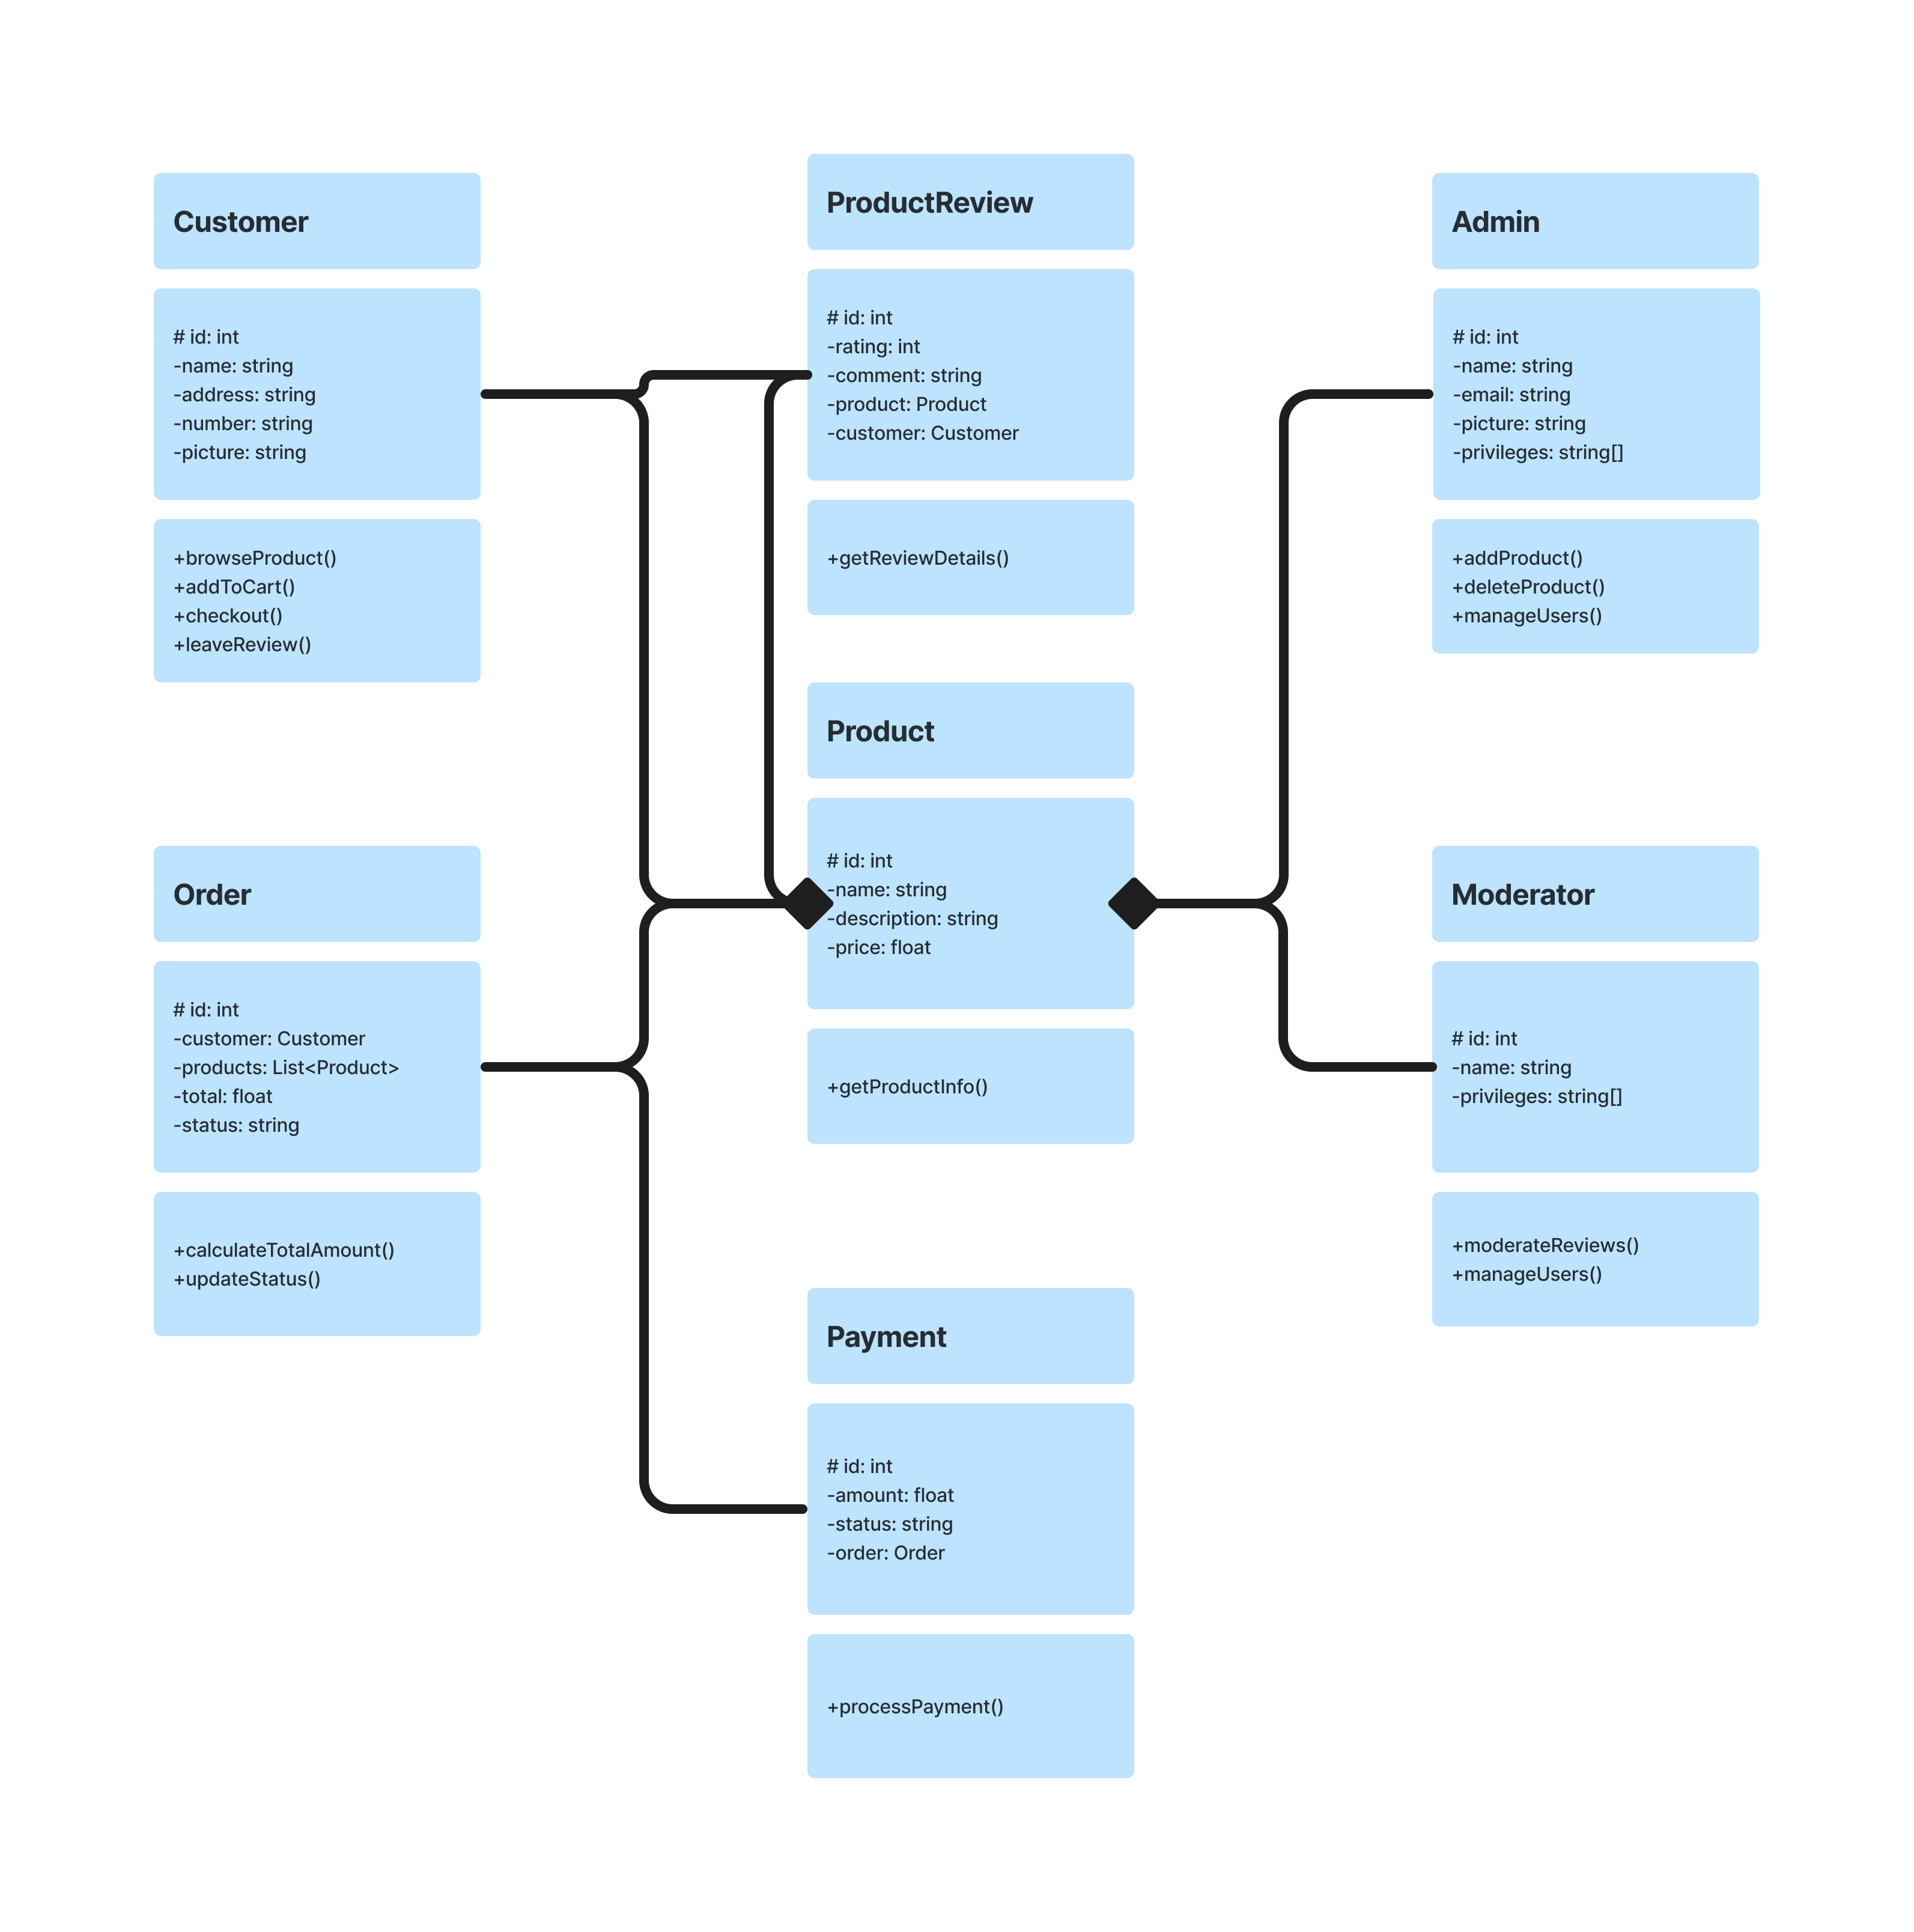 Customer
# id: int
-name: string
-address: string
-number: string
-picture: string
+browseProduct()
+addToCart()
+checkout()
+leaveReview()
ProductReview
# id: int
-rating: int
-comment: string
-product: Product
-customer: Customer
+getReviewDetails()
Admin
# id: int
-name: string
-email: string
-picture: string
-privileges: string[]
+addProduct()
+deleteProduct()
+manageUsers()
Product
# id: int
-name: string
-description: string
-price: float
+getProductInfo()
Order
# id: int
-customer: Customer
-products: List<Product>
-total: float
-status: string
+calculateTotalAmount()
+updateStatus()
Moderator
# id: int
-name: string
-privileges: string[]
+moderateReviews()
+manageUsers()
Payment
# id: int
-amount: float
-status: string
-order: Order
+processPayment()